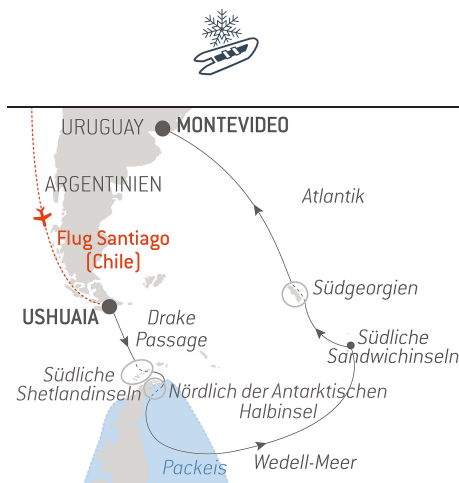 URUGUAY
MONTEVIDEO
ARGENTINIEN
Atlantik
Flug Santiago
(Chile)
Südgeorgien
USHUAIA
Drake
Passage
Südliche
Sandwichinseln
Südliche
Shetlandinseln
Nördlich der Antarktischen
Halbinsel
Packeis
Wedell-Meer